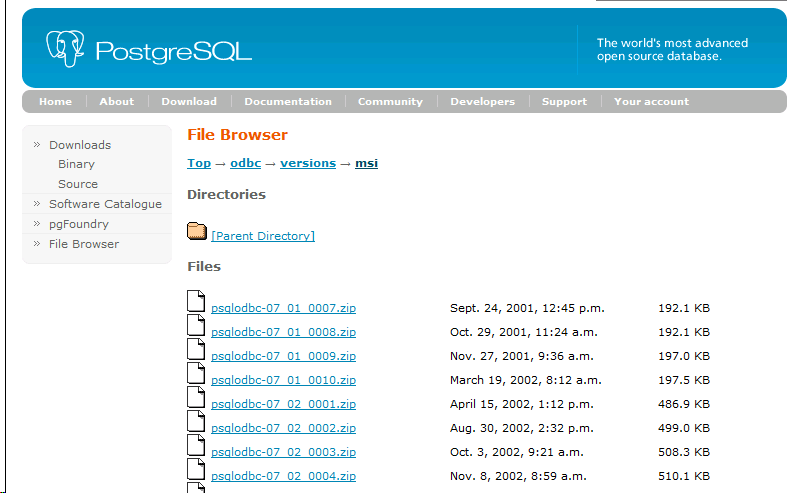 PostgreSQL
The world's most advanced
open source database.
Home About Download Documentation Community Developers Support Your account
» Downloads
Binary
Source
» Software Catalogue
» pgFoundry
» File Browser
File Browser
Top → odbc → versions → msi
Directories
[Parent Directory]
Files
psqlodbc-07_01_0007.zip Sept. 24, 2001, 12:45 p.m. 192.1 KB
psqlodbc-07_01_0008.zip Oct. 29, 2001, 11:24 a.m. 192.1 KB
psqlodbc-07_01_0009.zip Nov. 27, 2001, 9:36 a.m. 197.0 KB
psqlodbc-07_01_0010.zip March 19, 2002, 8:12 a.m. 197.5 KB
psqlodbc-07_02_0001.zip April 15, 2002, 1:12 p.m. 486.9 KB
psqlodbc-07_02_0002.zip Aug. 30, 2002, 2:32 p.m. 499.0 KB
psqlodbc-07_02_0003.zip Oct. 3, 2002, 9:21 a.m. 508.3 KB
psqlodbc-07_02_0004.zip Nov. 8, 2002, 8:59 a.m. 510.1 KB